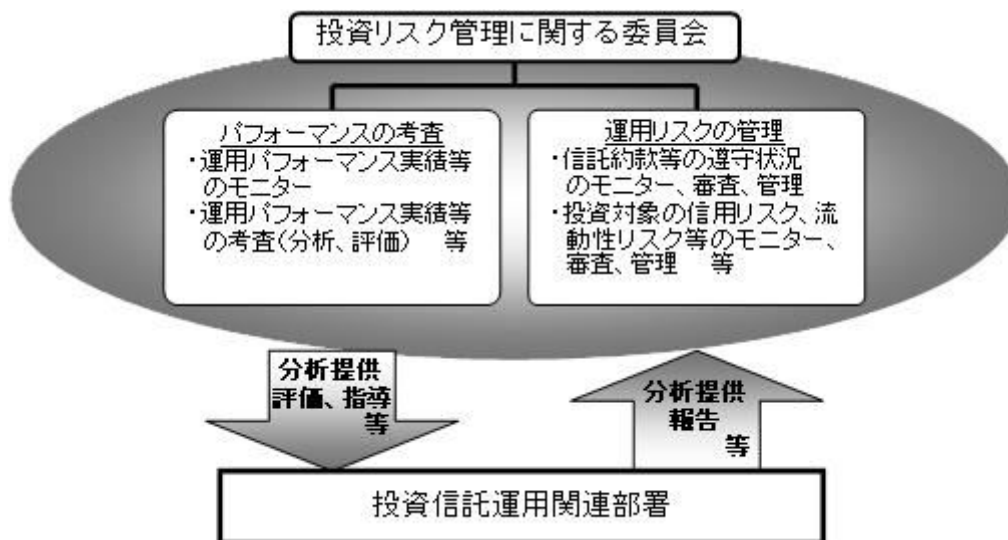 投資リスク管理に関する委員会
パフォーマンスの考査
・運用パフォーマンス実績等
のモニター
・運用パフォーマンス実績等
の考査(分析、評価) 等
運用リスクの管理
・信託約款等の遵守状況
のモニター、審査、管理
・投資対象の信用リスク、流
動性リスク等のモニター、
審査、管理 等
分析提供
評価、指導
等
分析提供
報告
等
投資信託運用関連部署